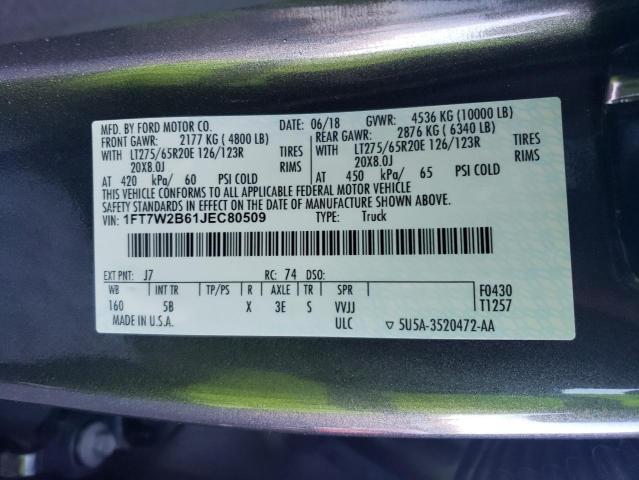 MFD. BY FORD MOTOR CO. DATE: 06/18 GVWR: 4536 KG (10000 LB)
FRONT GAWR: 2177 KG ( 4800 LB) REAR GAWR: 2876 KG ( 6340 LB)
WITH LT275/65R20E 126/123R TIRES WITH LT275/65R20E 126/123R TIRES
20X8.0J RIMS 20X8.0J RIMS
AT 420 kPa/ 60 PSI COLD AT 450 kPa/ 65 PSI COLD
THIS VEHICLE CONFORMS TO ALL APPLICABLE FEDERAL MOTOR VEHICLE
SAFETY STANDARDS IN EFFECT ON THE DATE OF MANUFACTURE SHOWN ABOVE.
VIN: 1FT7W2B61JEC80509 TYPE: Truck
EXT PNT: J7 RC: 74 DSO:
WB INT TR TP/PS R AXLE TR SPR F0430
160 5B X 3E S VVJJ T1257
MADE IN U.S.A. ULC ▽ 5U5A-3520472-AA